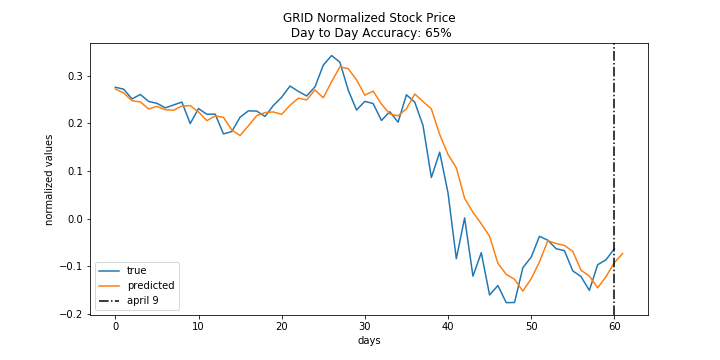 GRID Normalized Stock Price
Day to Day Accuracy: 65%
normalized values
0.3
0.2
0.1
0.0
−0.1
−0.2
true
predicted
april 9
0 10 20 30 40 50 60
days